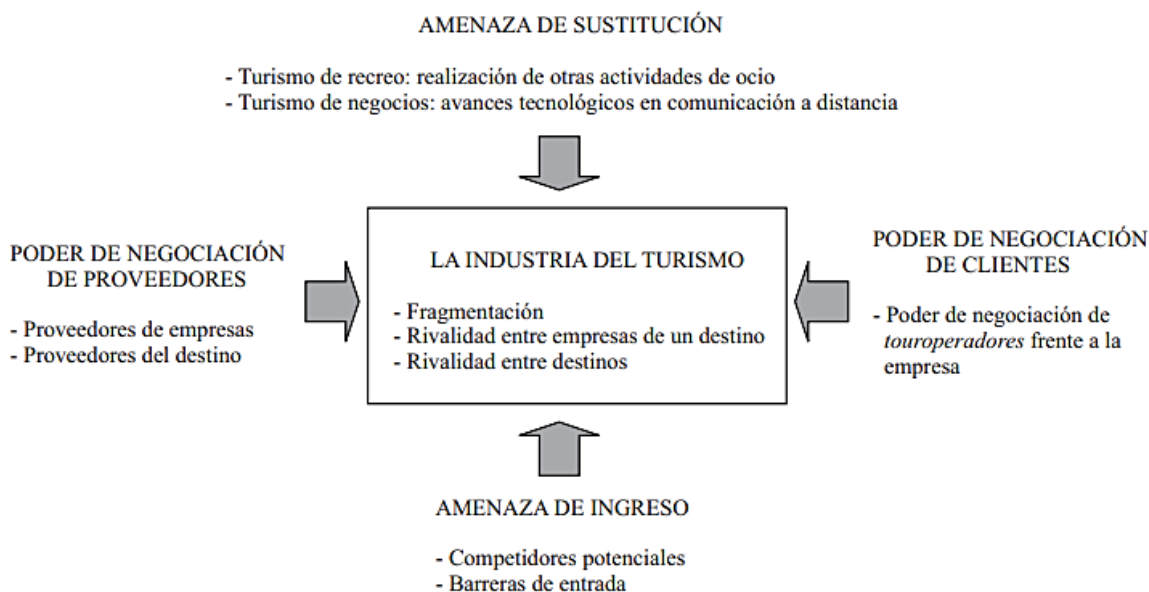 AMENAZA DE SUSTITUCIÓN
- Turismo de recreo: realización de otras actividades de ocio
- Turismo de negocios: avances tecnológicos en comunicación a distancia
PODER DE NEGOCIACIÓN
DE PROVEEDORES
- Proveedores de empresas
- Proveedores del destino
LA INDUSTRIA DEL TURISMO
- Fragmentación
- Rivalidad entre empresas de un destino
- Rivalidad entre destinos
PODER DE NEGOCIACIÓN
DE CLIENTES
- Poder de negociación de
touroperadores frente a la
empresa
AMENAZA DE INGRESO
- Competidores potenciales
- Barreras de entrada